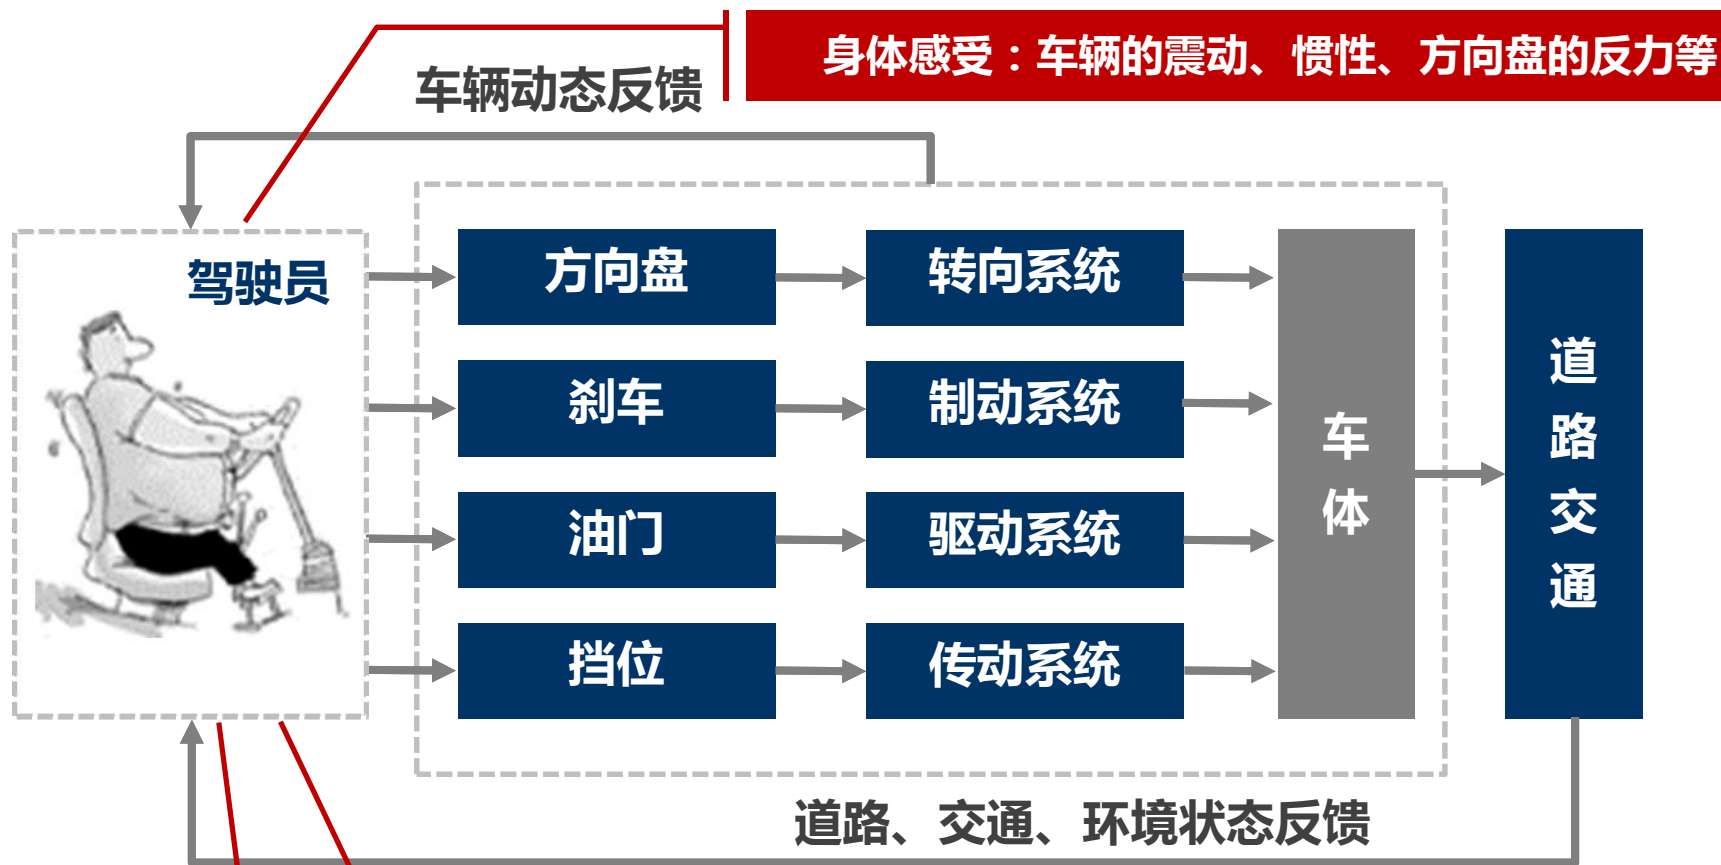 身体感受：车辆的震动、惯性、方向盘的反力等
车辆动态反馈
驾驶员
方向盘
转向系统
刹车
制动系统
油门
驱动系统
挡位
传动系统
车体
道路交通
道路、交通、环境状态反馈